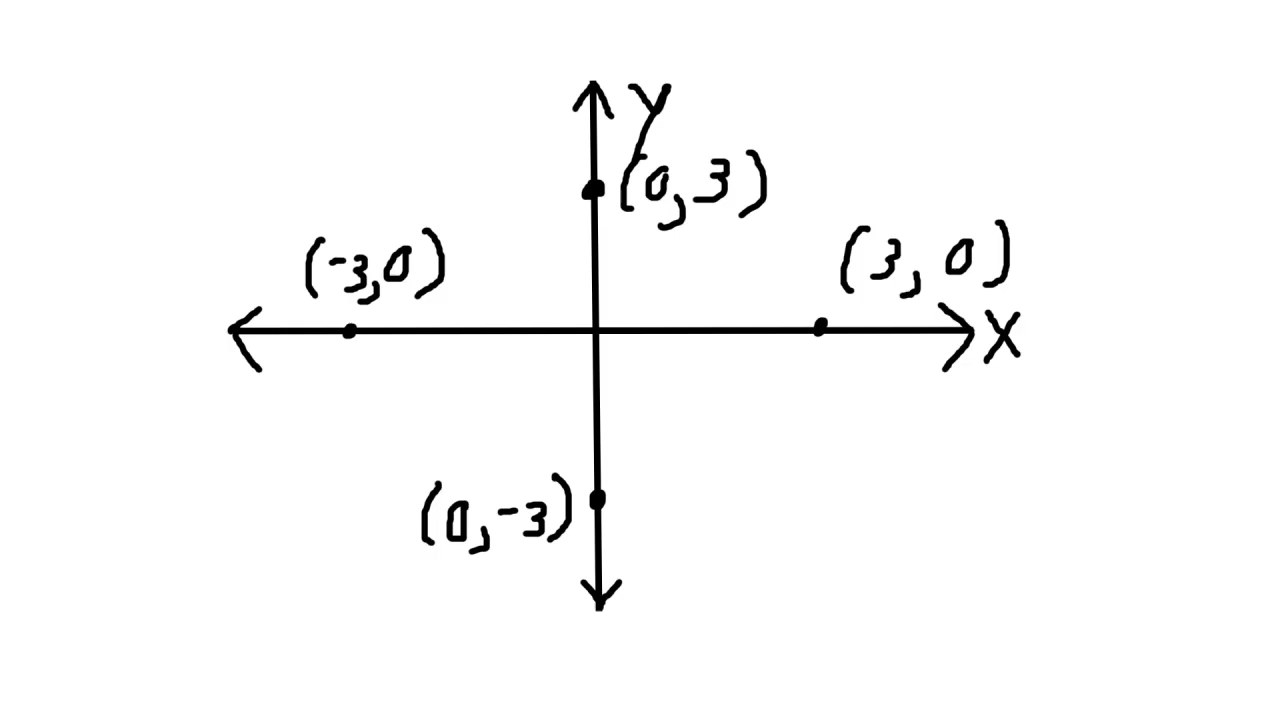 Y
(0, 3)
(-3,0)
(3, 0)
X
(0,-3)